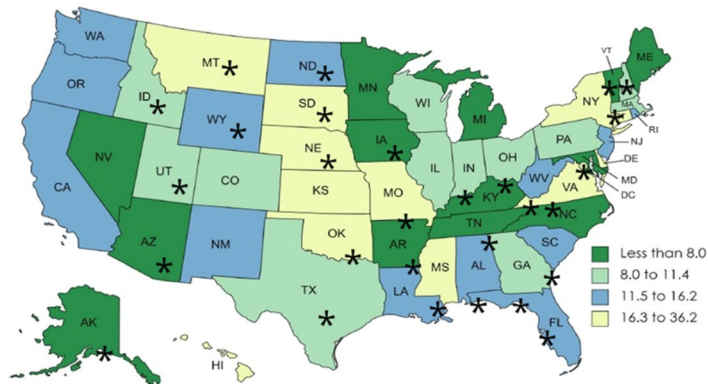 WA
MT
ND
MN
VT
ME
OR
ID
SD
WI
NY
MA
WY
MI
RI
NE
IA
PA
NJ
NV
UT
CO
IL
IN
OH
DE
CA
KS
MO
WV
VA
MD
KY
DC
AZ
NM
OK
AR
TN
NC
TX
LA
MS
AL
GA
SC
FL
AK
HI
Less than 8.0
8.0 to 11.4
11.5 to 16.2
16.3 to 36.2